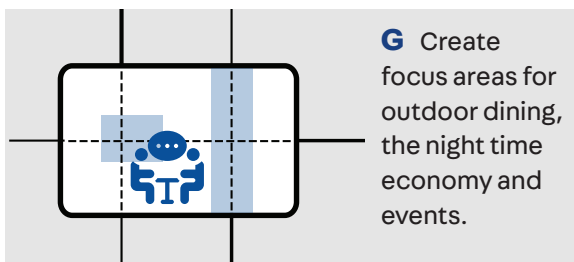 G Create
focus areas for
outdoor dining,
the night time
economy and
events.